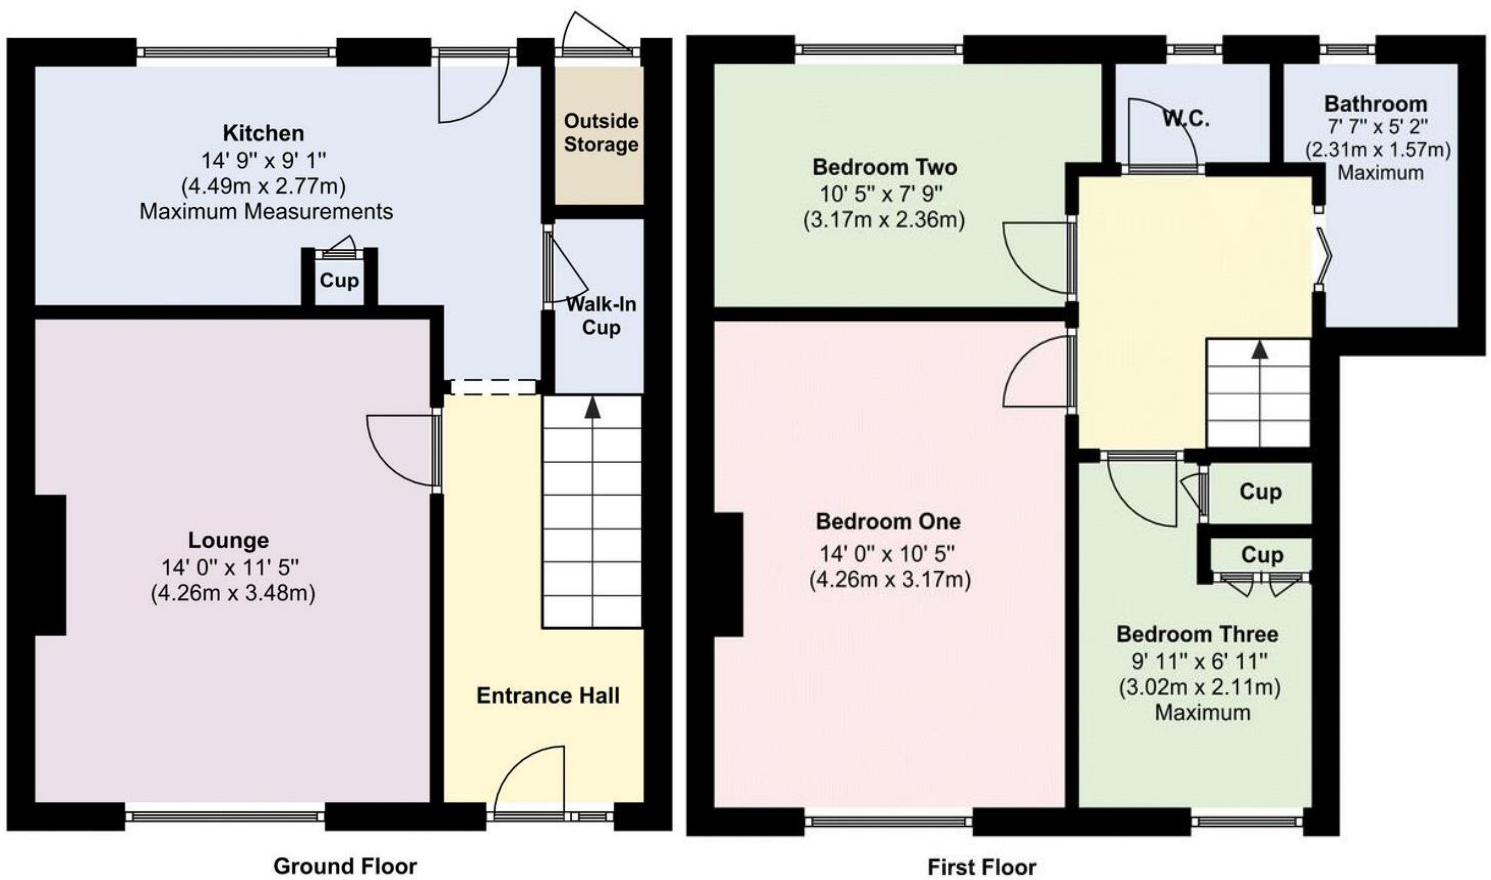 Kitchen
14' 9" x 9' 1"
(4.49m x 2.77m)
Maximum Measurements
Cup
Outside
Storage
Walk-In
Cup
Lounge
14' 0" x 11' 5"
(4.26m x 3.48m)
Entrance Hall
Ground Floor
Bedroom Two
10' 5" x 7' 9"
(3.17m x 2.36m)
W.C.
Bathroom
7' 7" x 5' 2"
(2.31m x 1.57m)
Maximum
Bedroom One
14' 0" x 10' 5"
(4.26m x 3.17m)
Cup
Cup
Bedroom Three
9' 11" x 6' 11"
(3.02m x 2.11m)
Maximum
First Floor